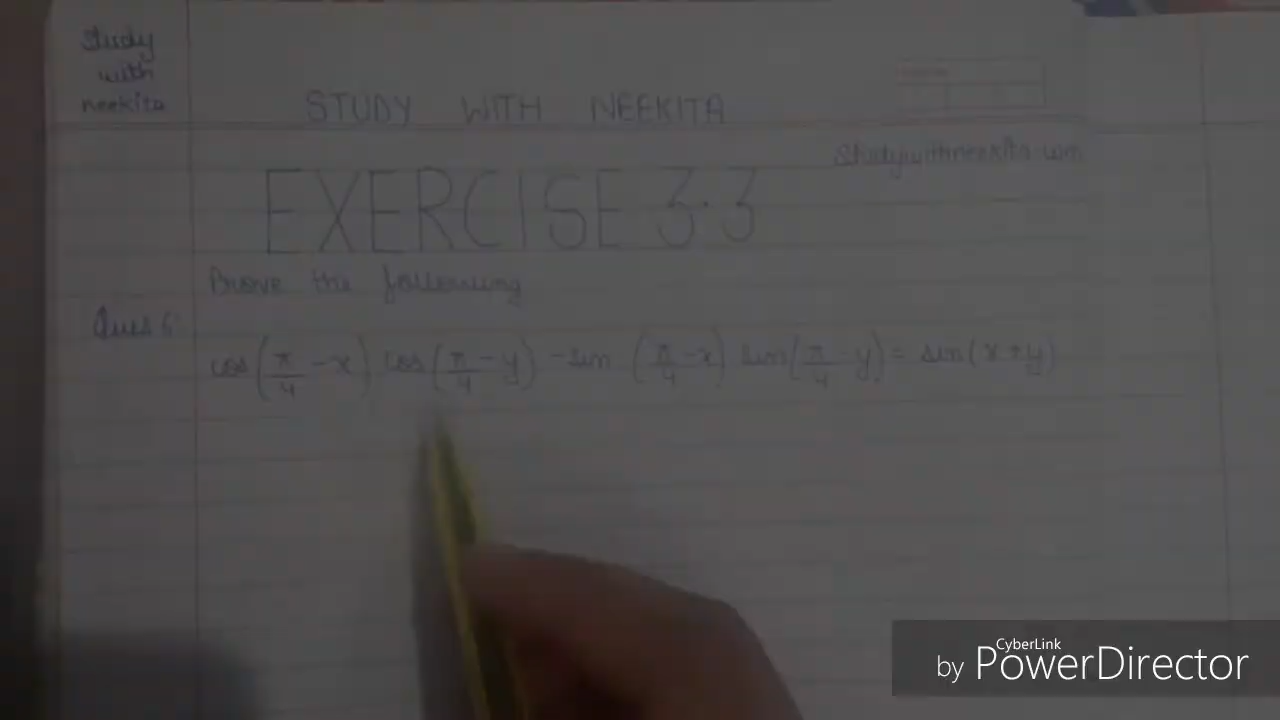 Study
with
neekita
STUDY WITH NEEKITA
studywithneekita.com
EXERCISE 3.3
Prove the following
Ques 6
cos(π/4 - x) cos(π/4 - y) - sin(π/4 - x) sin(π/4 - y) = sin(x + y)
CyberLink
by PowerDirector